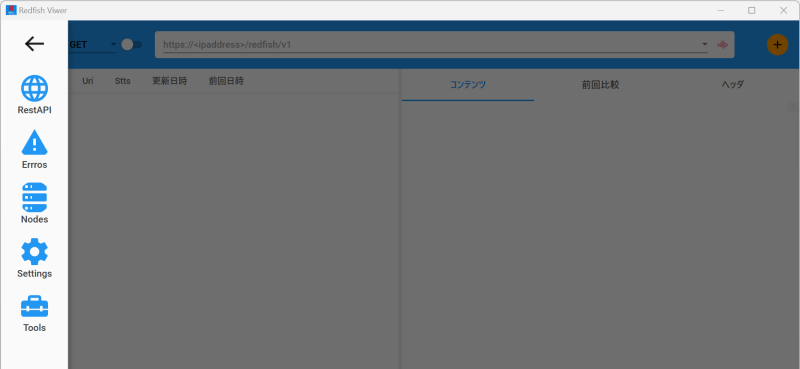 Redfish Viwer
GET
https://<ipaddress>/redfish/v1
Uri Stts 更新日時 前回日時
コンテンツ 前回比較 ヘッダ
RestAPI
Errros
Nodes
Settings
Tools